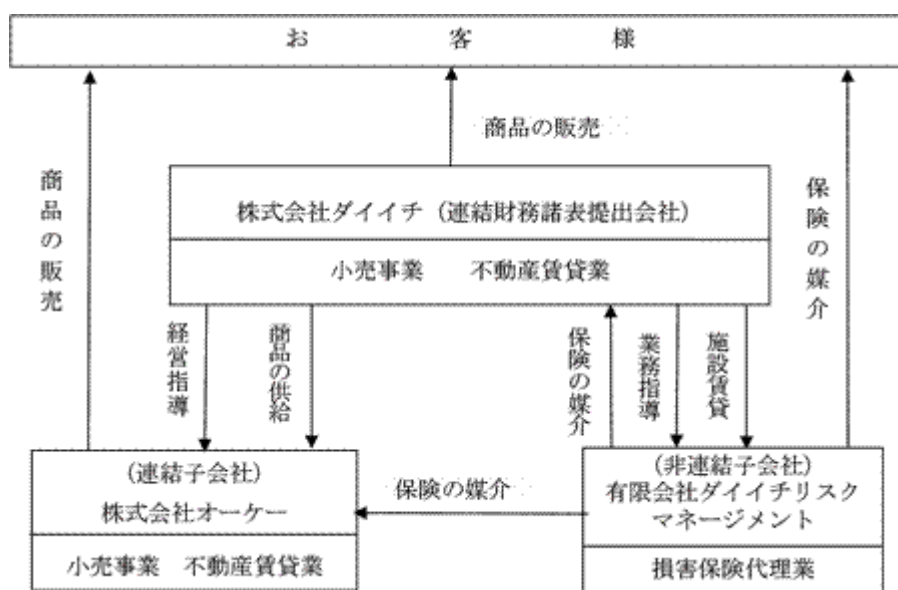 お客様
商品の販売
商品の販売
保険の媒介
株式会社ダイイチ（連結財務諸表提出会社）
小売事業　不動産賃貸業
経営指導
商品の供給
保険の媒介
業務指導
施設賃貸
(連結子会社)
株式会社オーケー
小売事業　不動産賃貸業
保険の媒介
(非連結子会社)
有限会社ダイイチリスク
マネージメント
損害保険代理業